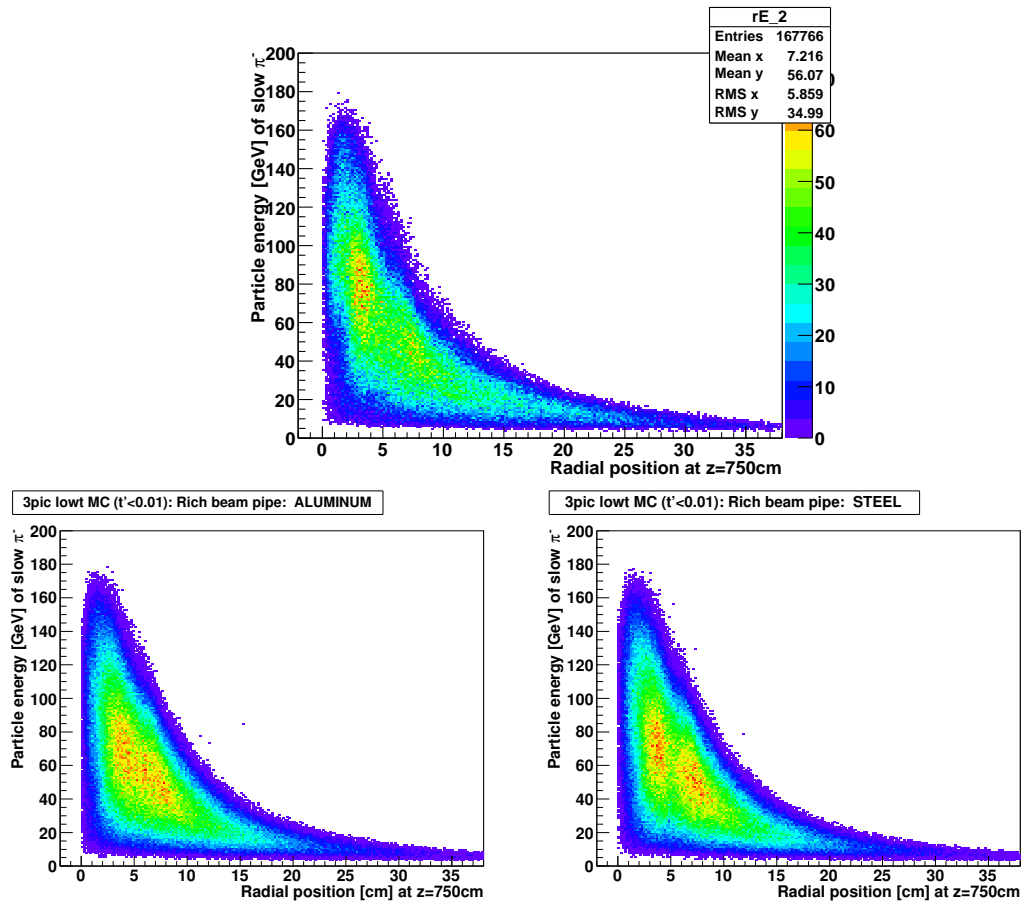 rE_2
Entries 167766
Mean x 7.216
Mean y 56.07
RMS x 5.859
RMS y 34.99
Particle energy [GeV] of slow π-
200
180
160
140
120
100
80
60
40
20
0
0 5 10 15 20 25 30 35
Radial position at z=750cm
60
50
40
30
20
10
0
3pic lowt MC (t'<0.01): Rich beam pipe: ALUMINUM
Particle energy [GeV] of slow π-
200
180
160
140
120
100
80
60
40
20
0
0 5 10 15 20 25 30 35
Radial position [cm] at z=750cm
3pic lowt MC (t'<0.01): Rich beam pipe: STEEL
Particle energy [GeV] of slow π-
200
180
160
140
120
100
80
60
40
20
0
0 5 10 15 20 25 30 35
Radial position [cm] at z=750cm